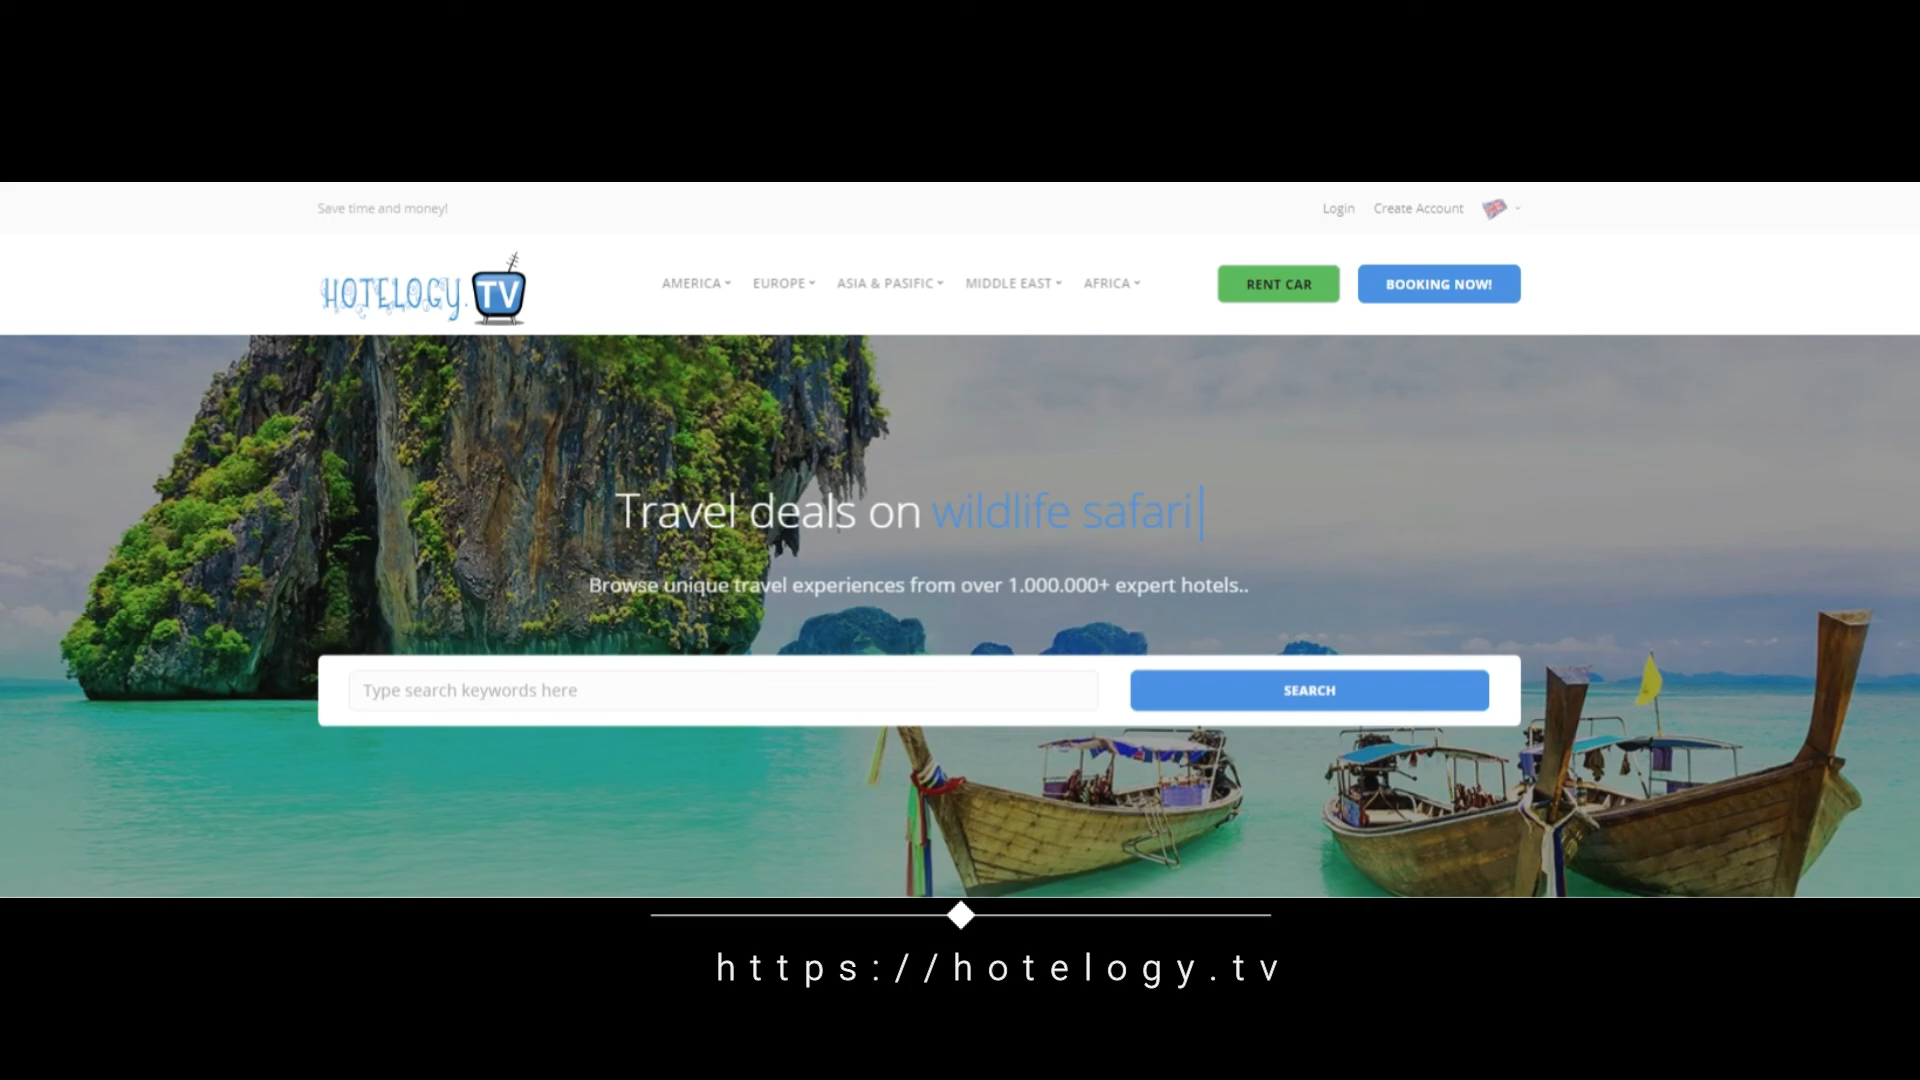 Save time and money!
Login Create Account
HOTELOGY.TV
AMERICA EUROPE ASIA & PASIFIC MIDDLE EAST AFRICA RENT CAR BOOKING NOW!
Travel deals on wildlife safari
Browse unique travel experiences from over 1.000.000+ expert hotels..
Type search keywords here SEARCH
https://hotelogy.tv